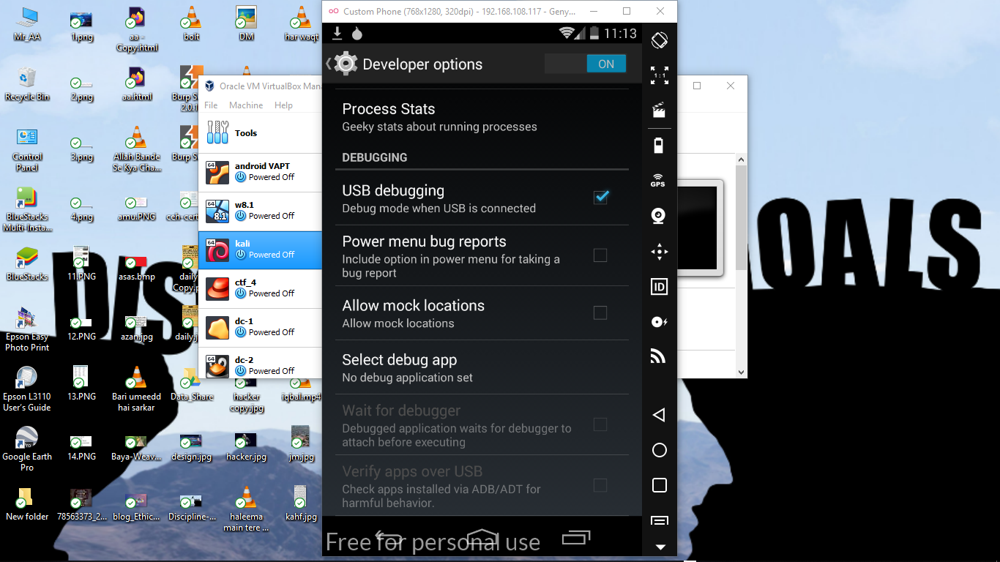 Mr_AA
1.png
aa -
Copy.html
bolt
DM
har waqt
Recycle Bin
2.png
aa.html
Burp S
2.0.1
Control
Panel
3.png
Allah Bande
Se Kya Cha...
Burp S
BlueStacks
Multi-Insta...
4.png
amu.PNG
ceh-cert
BlueStacks
11.PNG
asas.bmp
daily
Copy.p
Epson Easy
Photo Print
12.PNG
azan.jpg
daily.j
Epson L3110
User's Guide
13.PNG
Bari umeedd
hai sarkar
Data_Share
hacker
copy.jpg
iqbal.mp4
Google Earth
Pro
14.PNG
Baya-Weav...
design.jpg
hacker.jpg
jm.jpg
New folder
78563373_2...
blog_Ethic...
Discipline-...
haleema
main tere ...
kahf.jpg
DIS
GOALS
Oracle VM VirtualBox Mana
File Machine Help
Tools
64
android VAPT
Powered Off
64
8.1
w8.1
Powered Off
64
kali
Powered Off
ctf_4
Powered Off
dc-1
Powered Off
64
dc-2
Powered Off
Custom Phone (768x1280, 320dpi) - 192.168.108.117 - Geny...
11:13
Developer options
ON
Process Stats
Geeky stats about running processes
DEBUGGING
USB debugging
Debug mode when USB is connected
Power menu bug reports
Include option in power menu for taking a
bug report
Allow mock locations
Allow mock locations
Select debug app
No debug application set
Wait for debugger
Debugged application waits for debugger to
attach before executing
Verify apps over USB
Check apps installed via ADB/ADT for
harmful behavior.
Free for personal use
1:1
GPS
ID